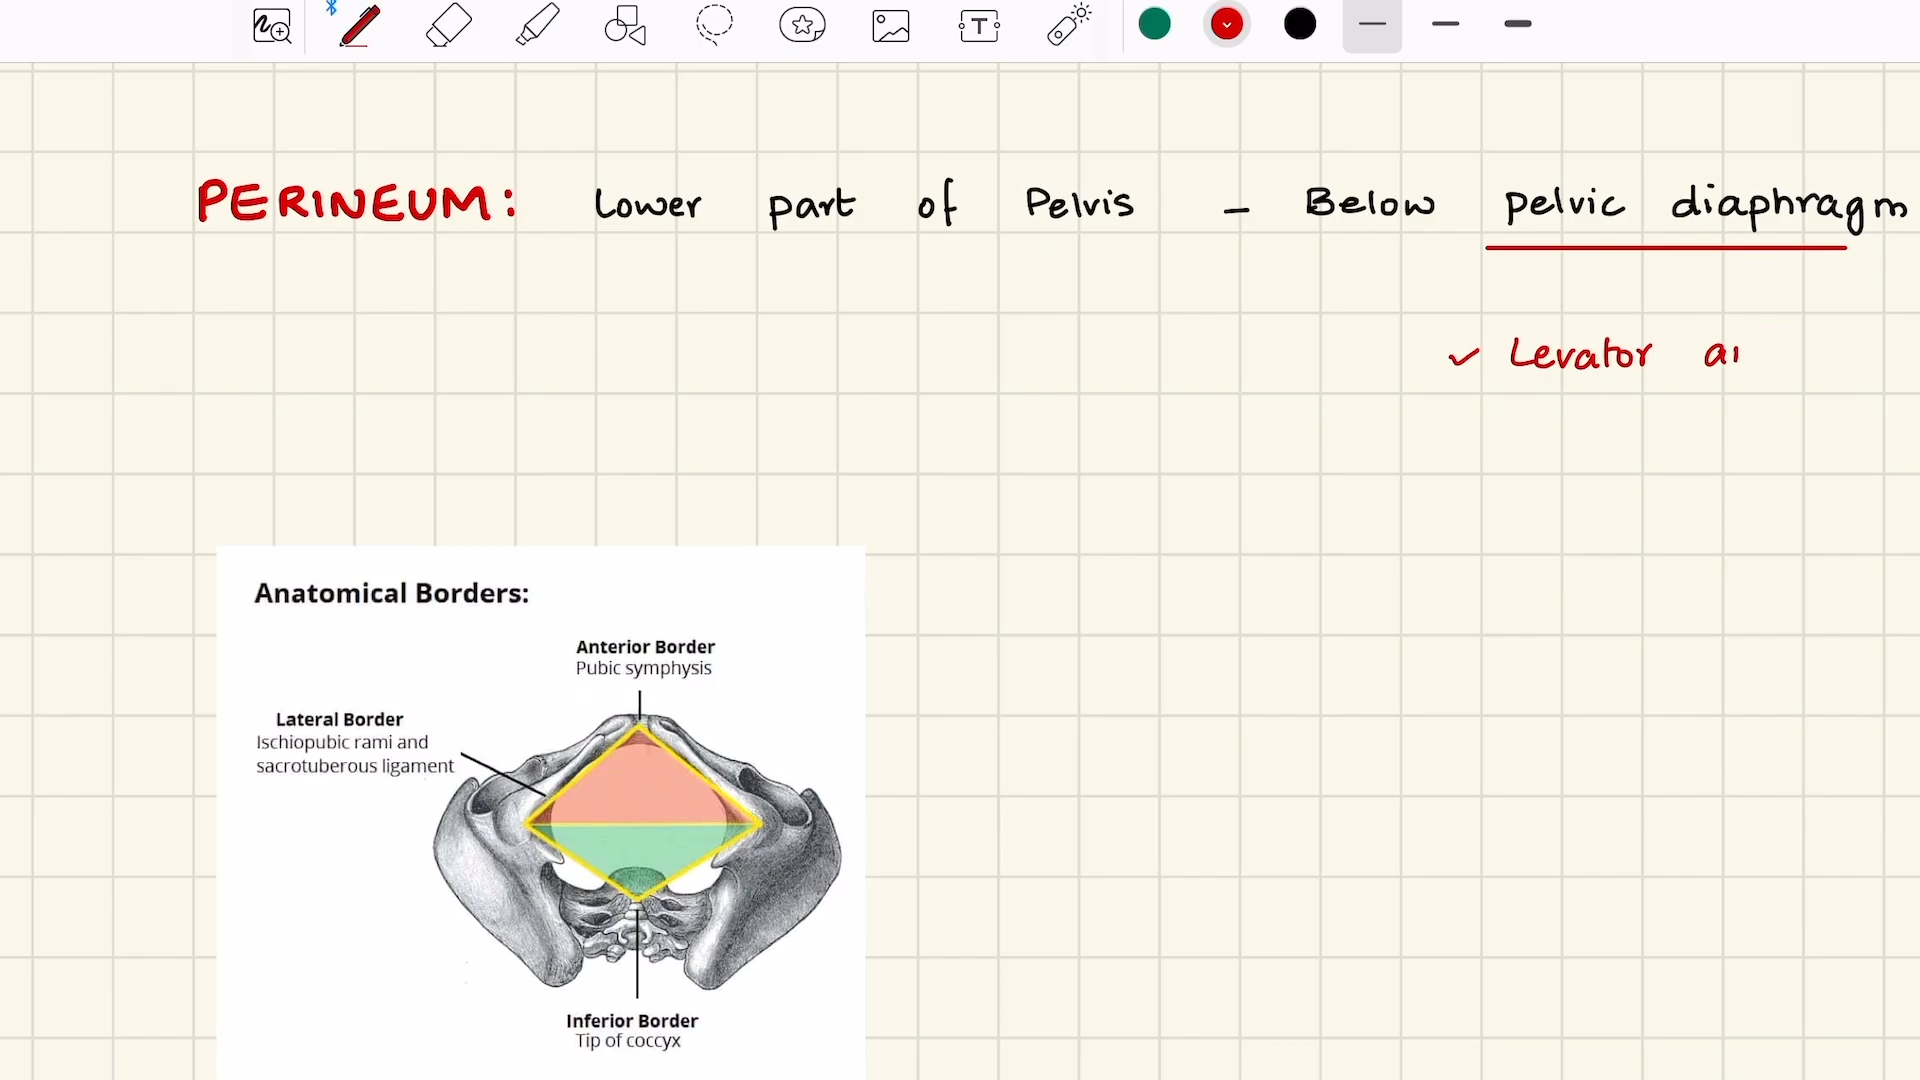 PERINEUM: Lower part of Pelvis - Below pelvic diaphragm
✓ Levator ai
Anatomical Borders:
Anterior Border
Pubic symphysis
Lateral Border
Ischiopubic rami and
sacrotuberous ligament
Inferior Border
Tip of coccyx